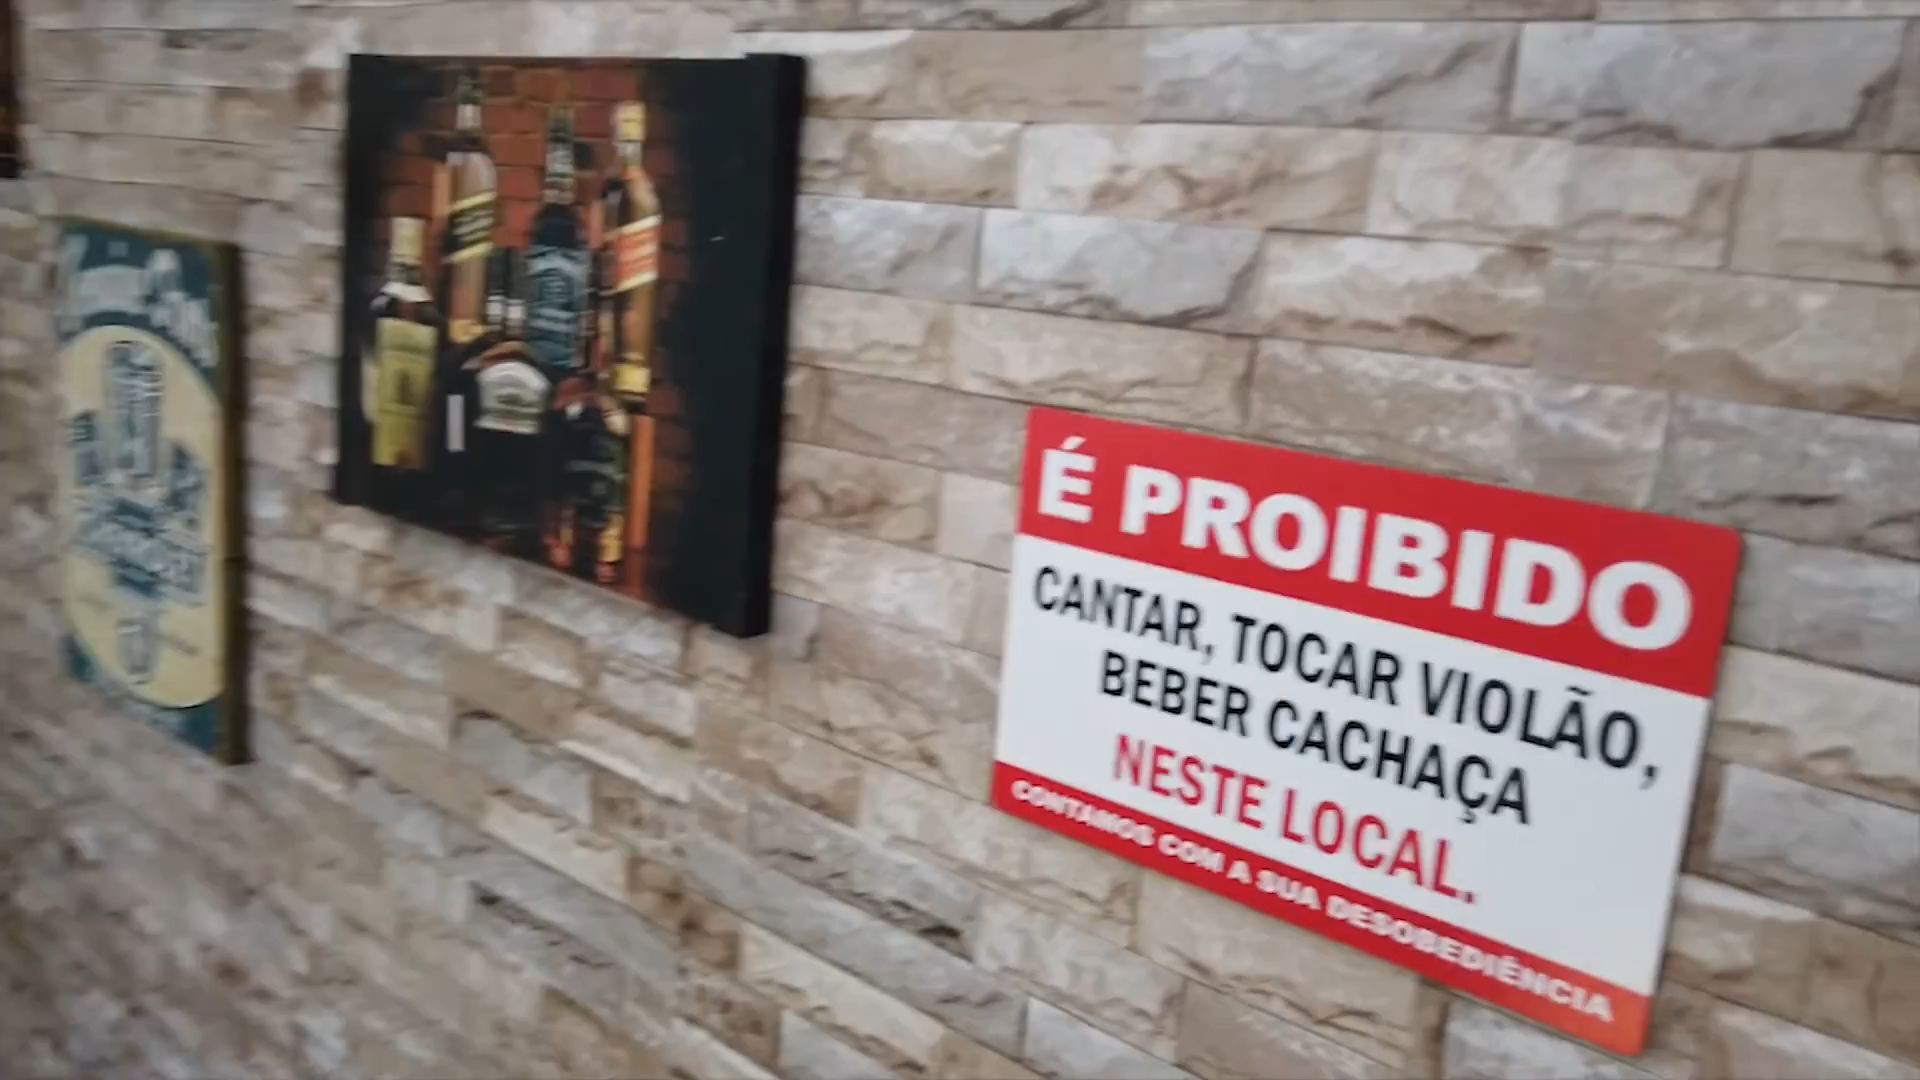 É PROIBIDO
CANTAR, TOCAR VIOLÃO,
BEBER CACHAÇA
NESTE LOCAL.
CONTAMOS COM A SUA DESOBEDIÊNCIA